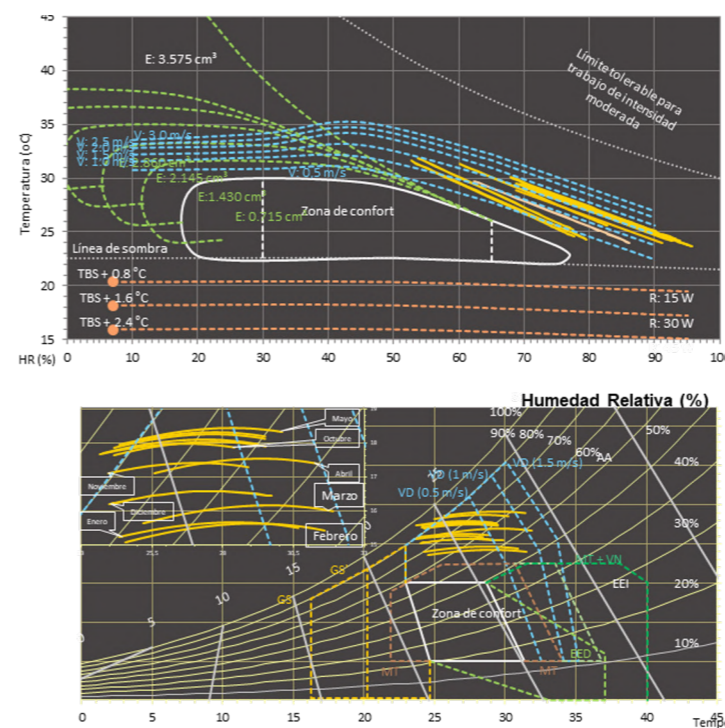 45
40
35
30
25
20
15
Temperatura (oC)
E: 3.575 cm³
Límite tolerable para
trabajo de intensidad
moderada
V: 3.0 m/s
V: 2.5 m/s
V: 0.5 m/s
E: 2.145 cm³
E:1.430 cm³
E: 0.715 cm³
Zona de confort
Línea de sombra
TBS + 0.8 °C
TBS + 1.6 °C
TBS + 2.4 °C
R: 15 W
R: 30 W
HR (%)
0 10 20 30 40 50 60 70 80 90 100
Humedad Relativa (%)
100%
90% 80% 70% 60% 50%
40%
30%
20%
10%
AA
VD (1.5 m/s)
VD (1 m/s)
VD (0.5 m/s)
Mayo
Octubre
Abril
Noviembre
Marzo
Diciembre
Enero
Febrero
15
10
5
0
GS
GS
Zona de confort
MT + VN
EEI
EED
MT
MT
0 5 10 15 20 25 30 35 40 45